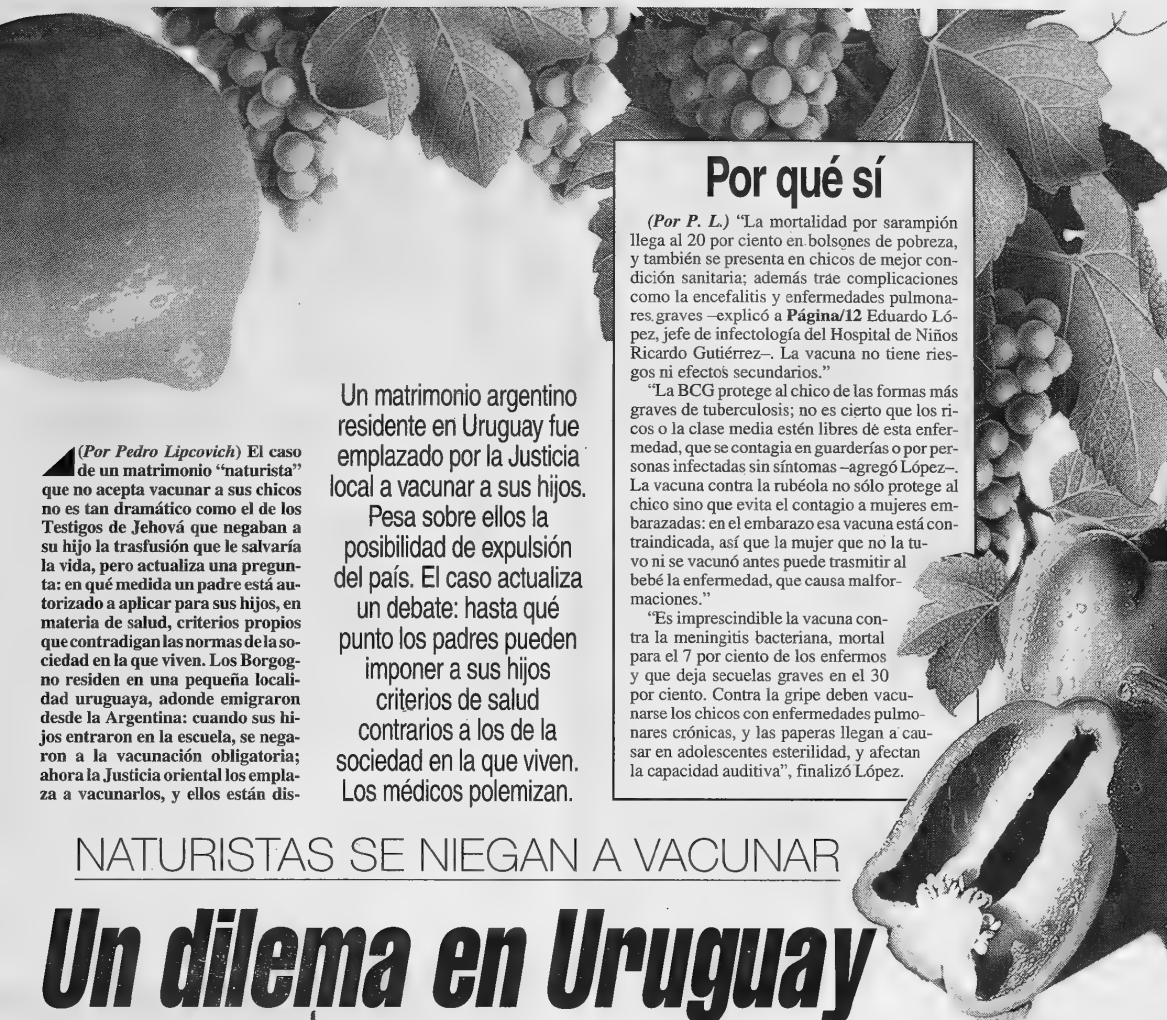 (Por Pedro Lipcovich) El caso
de un matrimonio “naturista”
que no acepta vacunar a sus chicos
no es tan dramático como el de los
Testigos de Jehová que negaban a
su hijo la trasfusión que le salvaría
la vida, pero actualiza una pregun-
ta: en qué medida un padre está au-
torizado a aplicar para sus hijos, en
materia de salud, criterios propios
que contradigan las normas de la so-
ciedad en la que viven. Los Borgog-
no residen en una pequeña locali-
dad uruguaya, adonde emigraron
desde la Argentina: cuando sus hi-
jos entraron en la escuela, se nega-
ron a la vacunación obligatoria;
ahora la Justicia oriental los empla-
za a vacunarlos, y ellos están dis-
Un matrimonio argentino
residente en Uruguay fue
emplazado por la Justicia
local a vacunar a sus hijos.
Pesa sobre ellos la
posibilidad de expulsión
del país. El caso actualiza
un debate: hasta qué
punto los padres pueden
imponer a sus hijos
criterios de salud
contrarios a los de la
sociedad en la que viven.
Los médicos polemizan.
Por qué sí
(Por P. L.) “La mortalidad por sarampión
llega al 20 por ciento en bolsones de pobreza,
y también se presenta en chicos de mejor con-
dición sanitaria; además trae complicaciones
como la encefalitis y enfermedades pulmona-
res graves –explicó a Página/12 Eduardo Ló-
pez, jefe de infectología del Hospital de Niños
Ricardo Gutiérrez–. La vacuna no tiene ries-
gos ni efectos secundarios.”
“La BCG protege al chico de las formas más
graves de tuberculosis; no es cierto que los ri-
cos o la clase media estén libres de esta enfer-
medad, que se contagia en guarderías o por per-
sonas infectadas sin síntomas –agregó López–.
La vacuna contra la rubéola no sólo protege al
chico sino que evita el contagio a mujeres em-
barazadas: en el embarazo esa vacuna está con-
traindicada, así que la mujer que no la tu-
vo ni se vacunó antes puede trasmitir al
bebé la enfermedad, que causa malfor-
maciones.”
“Es imprescindible la vacuna con-
tra la meningitis bacteriana, mortal
para el 7 por ciento de los enfermos
y que deja secuelas graves en el 30
por ciento. Contra la gripe deben vacu-
narse los chicos con enfermedades pulmo-
nares crónicas, y las paperas llegan a cau-
sar en adolescentes esterilidad, y afectan
la capacidad auditiva”, finalizó López.
NATURISTAS SE NIEGAN A VACUNAR
Un dilema en Uruguay